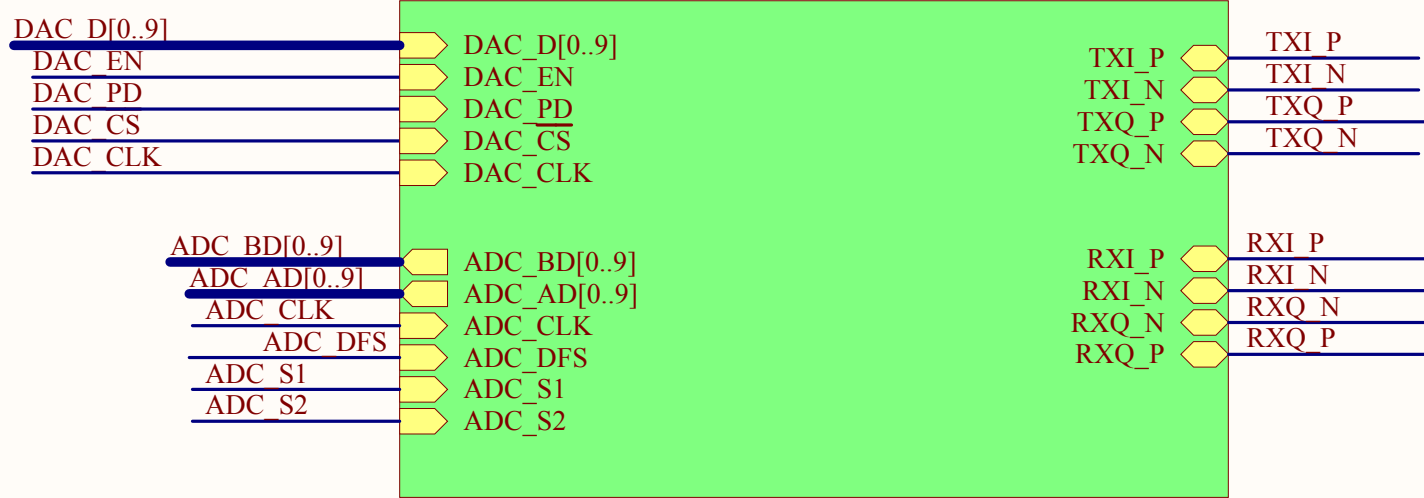 DAC_D[0..9]
DAC_EN
DAC_PD
DAC_CS
DAC_CLK
ADC_BD[0..9]
ADC_AD[0..9]
ADC_CLK
ADC_DFS
ADC_S1
ADC_S2
DAC_D[0..9]
DAC_EN
DAC_PD
DAC_CS
DAC_CLK
ADC_BD[0..9]
ADC_AD[0..9]
ADC_CLK
ADC_DFS
ADC_S1
ADC_S2
TXI_P
TXI_N
TXQ_P
TXQ_N
RXI_P
RXI_N
RXQ_N
RXQ_P
TXI_P
TXI_N
TXQ_P
TXQ_N
RXI_P
RXI_N
RXQ_N
RXQ_P